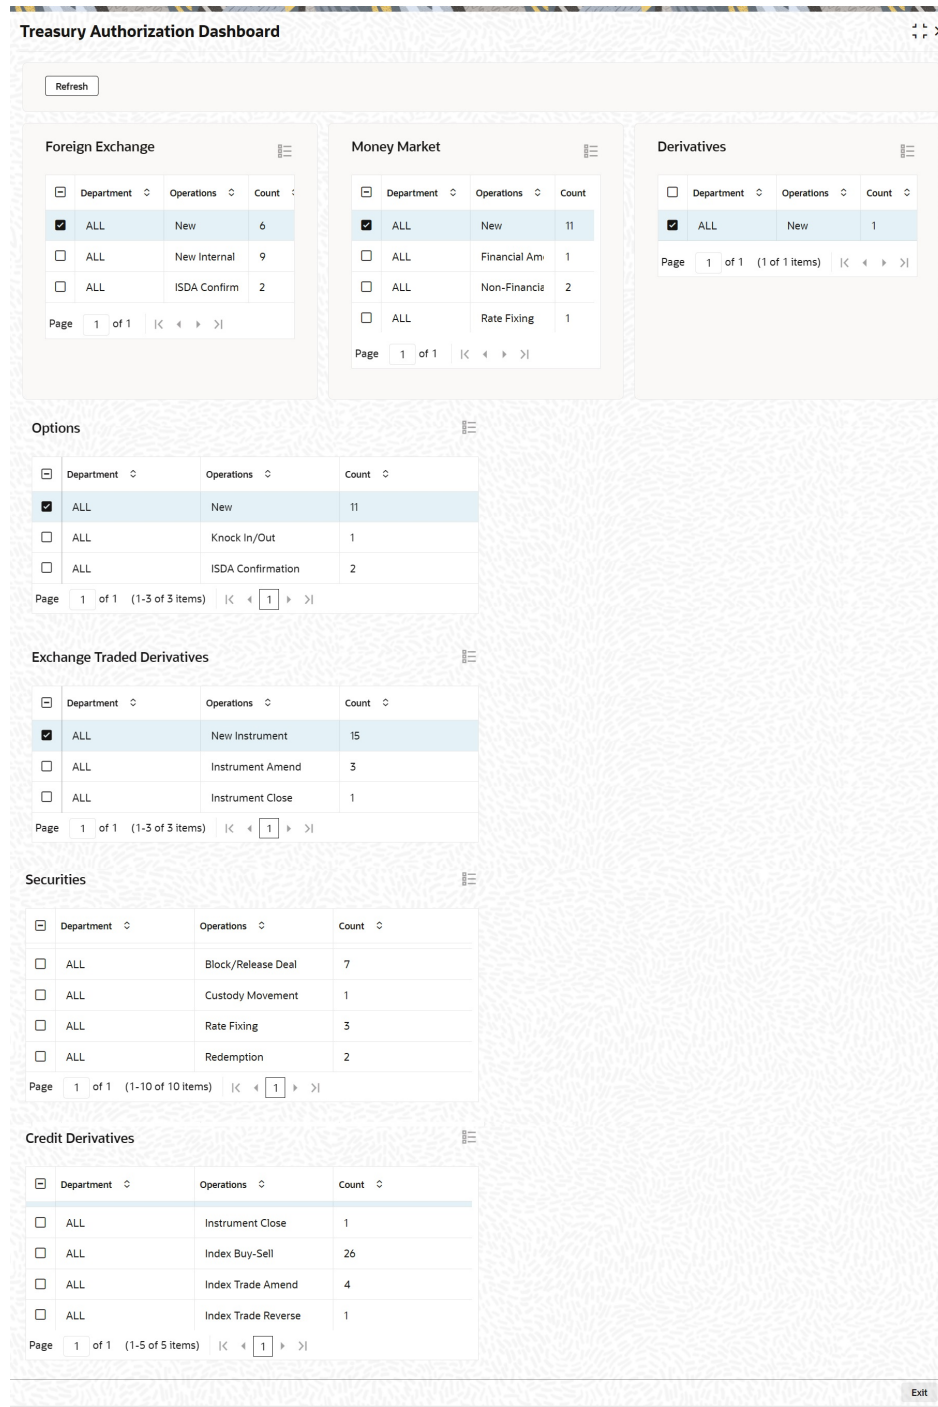 Treasury Authorization Dashboard
Refresh
Foreign Exchange
Department Operations Count
ALL New 6
ALL New Internal 9
ALL ISDA Confirm 2
Page 1 of 1
Money Market
Department Operations Count
ALL New 11
ALL Financial Am 1
ALL Non-Financia 2
ALL Rate Fixing 1
Page 1 of 1
Derivatives
Department Operations Count
ALL New 1
Page 1 of 1 (1 of 1 items)
Options
Department Operations Count
ALL New 11
ALL Knock In/Out 1
ALL ISDA Confirmation 2
Page 1 of 1 (1-3 of 3 items) 1
Exchange Traded Derivatives
Department Operations Count
ALL New Instrument 15
ALL Instrument Amend 3
ALL Instrument Close 1
Page 1 of 1 (1-3 of 3 items) 1
Securities
Department Operations Count
ALL Block/Release Deal 7
ALL Custody Movement 1
ALL Rate Fixing 3
ALL Redemption 2
Page 1 of 1 (1-10 of 10 items) 1
Credit Derivatives
Department Operations Count
ALL Instrument Close 1
ALL Index Buy-Sell 26
ALL Index Trade Amend 4
ALL Index Trade Reverse 1
Page 1 of 1 (1-5 of 5 items) 1
Exit